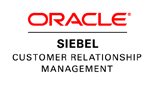 ORACLE
SIEBEL
CUSTOMER RELATIONSHIP
MANAGEMENT